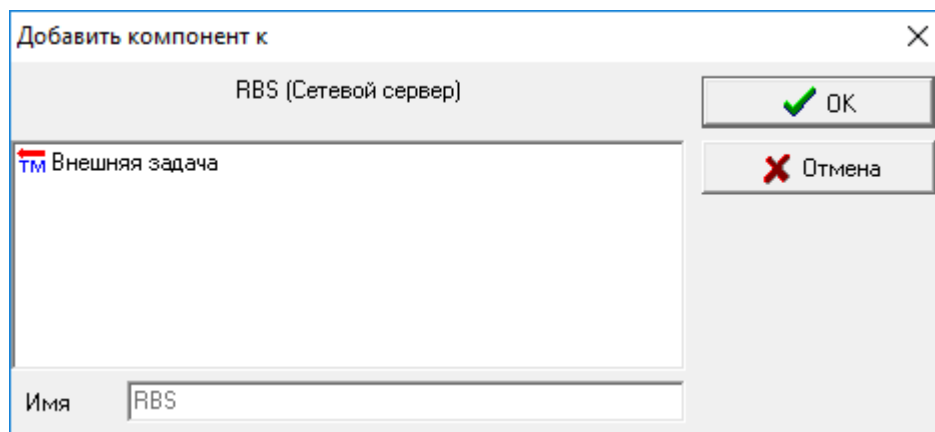 Добавить компонент к
RBS (Сетевой сервер)
OK
ТМ Внешняя задача
Отмена
Имя RBS